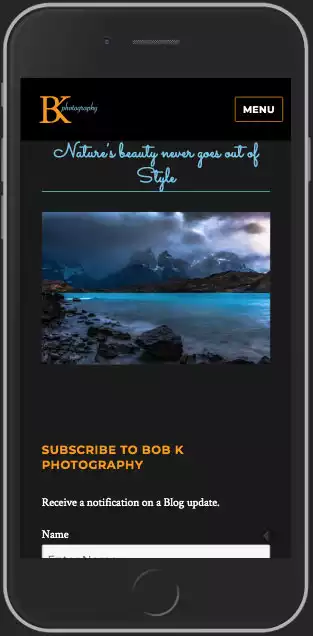 BK photography
MENU
Nature's beauty never goes out of
Style
SUBSCRIBE TO BOB K
PHOTOGRAPHY
Receive a notification on a Blog update.
Name